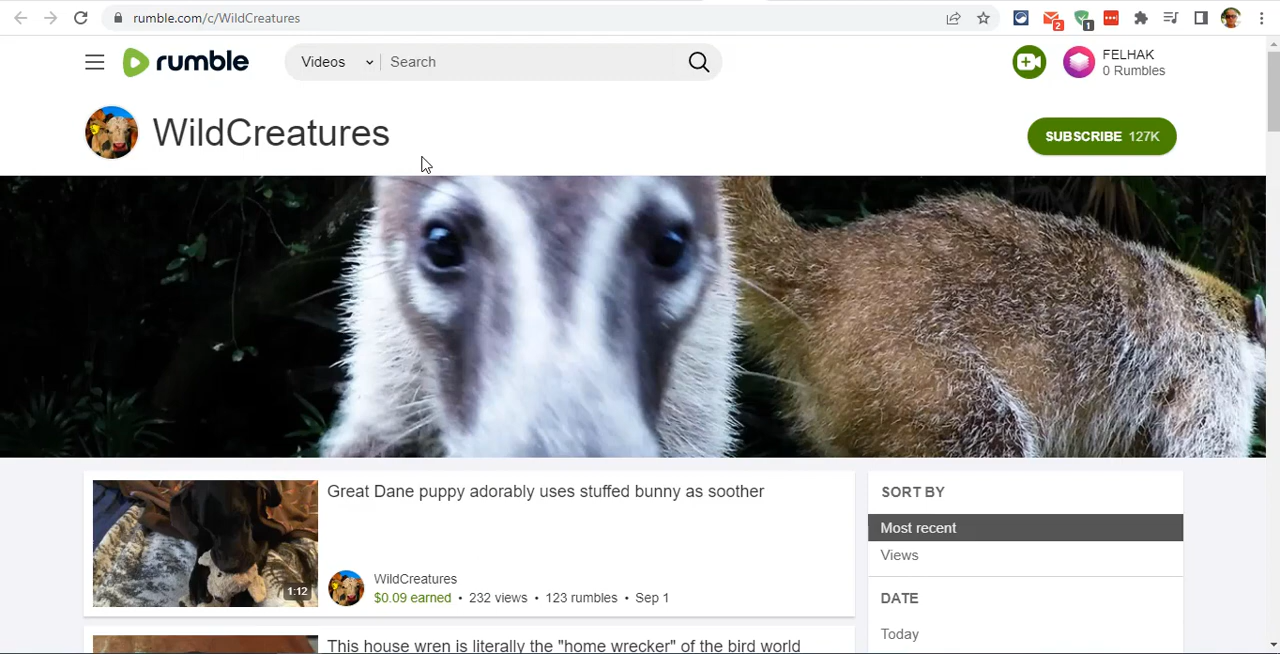 rumble.com/c/WildCreatures
2
1
rumble
Videos
Search
FELHAK
0 Rumbles
WildCreatures
SUBSCRIBE 127K
Great Dane puppy adorably uses stuffed bunny as soother
1:12
WildCreatures
$0.09 earned • 232 views • 123 rumbles • Sep 1
This house wren is literally the "home wrecker" of the bird world
SORT BY
Most recent
Views
DATE
Today